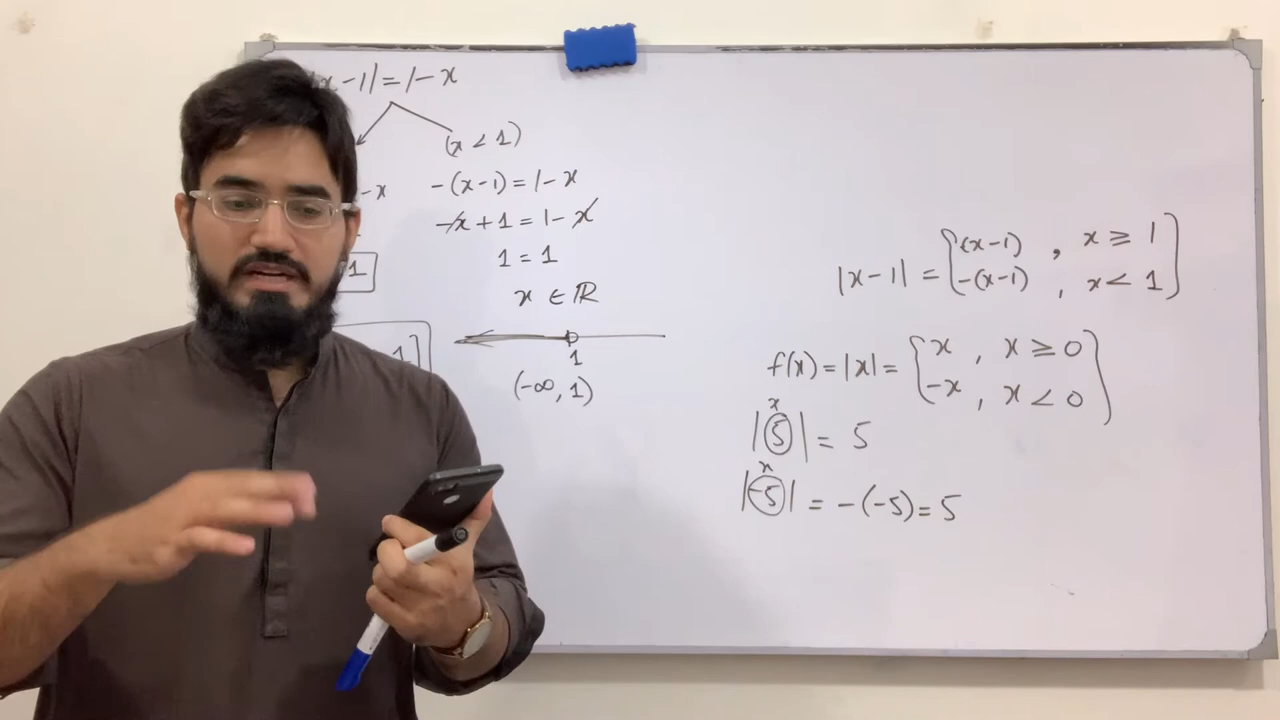 x-1|=1-x
(x < 1)
-x
-(x-1)=1-x
-x+1=1-x
1=1
1
x ∈ ℝ
1
1]
(-∞, 1)
|x-1| = { (x-1) , x ≥ 1
-(x-1) , x < 1 }
f(x)=|x|= { x , x ≥ 0
-x , x < 0 }
x
|5| = 5
x
|-5| = -(-5)=5